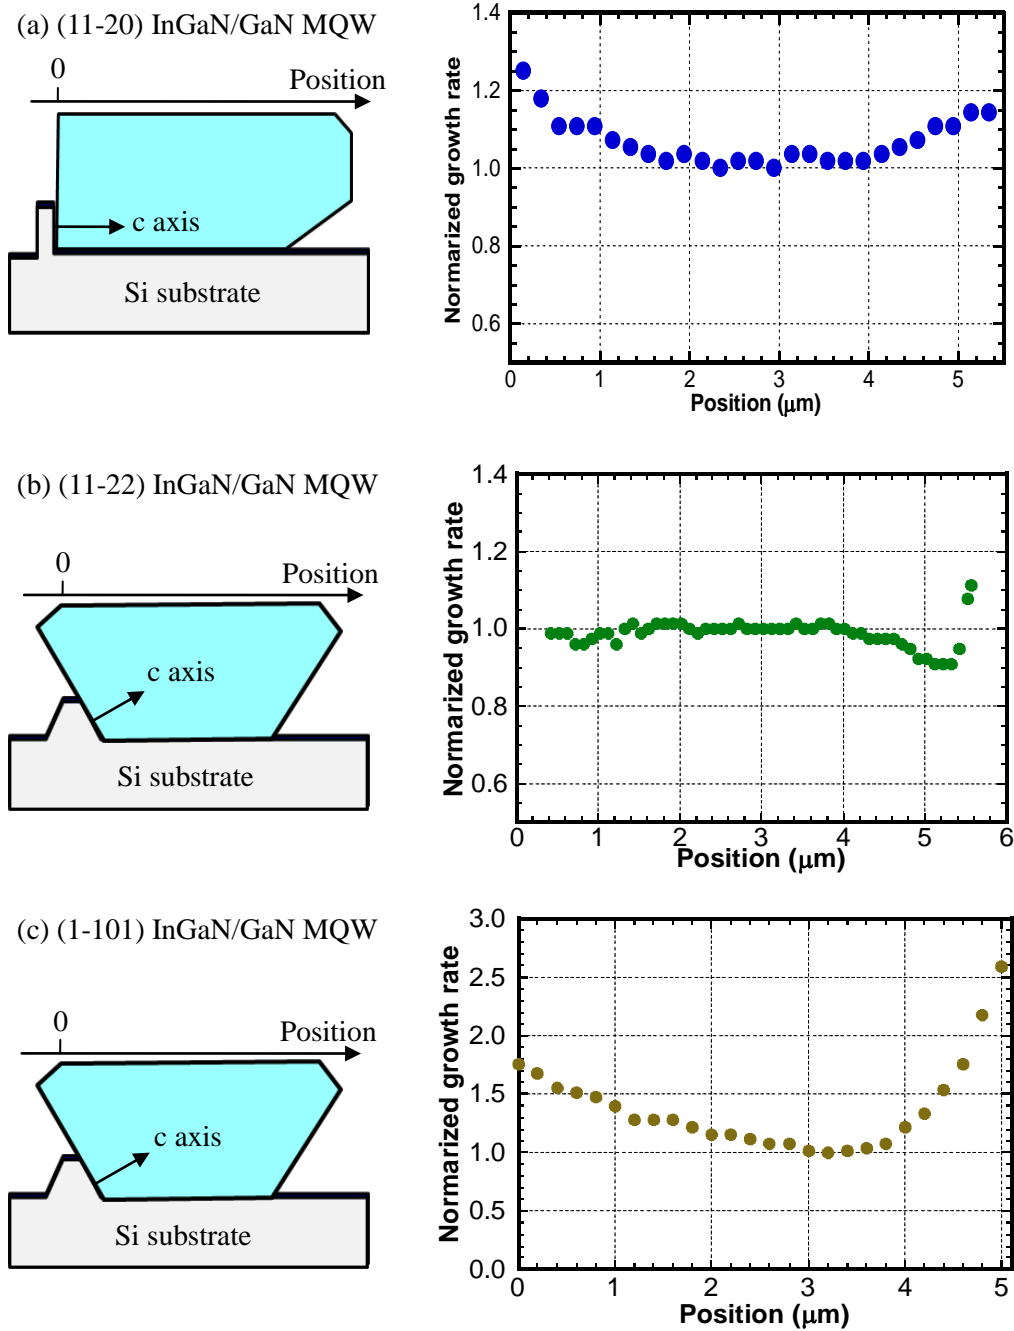 (a) (11-20) InGaN/GaN MQW
0
Position
c axis
Si substrate
Normarized growth rate
1.4
1.2
1.0
0.8
0.6
0 1 2 3 4 5
Position (μm)
(b) (11-22) InGaN/GaN MQW
0
Position
c axis
Si substrate
Normarized growth rate
1.4
1.2
1.0
0.8
0.6
0 1 2 3 4 5 6
Position (μm)
(c) (1-101) InGaN/GaN MQW
0
Position
c axis
Si substrate
Normarized growth rate
3.0
2.5
2.0
1.5
1.0
0.5
0.0
0 1 2 3 4 5
Position (μm)